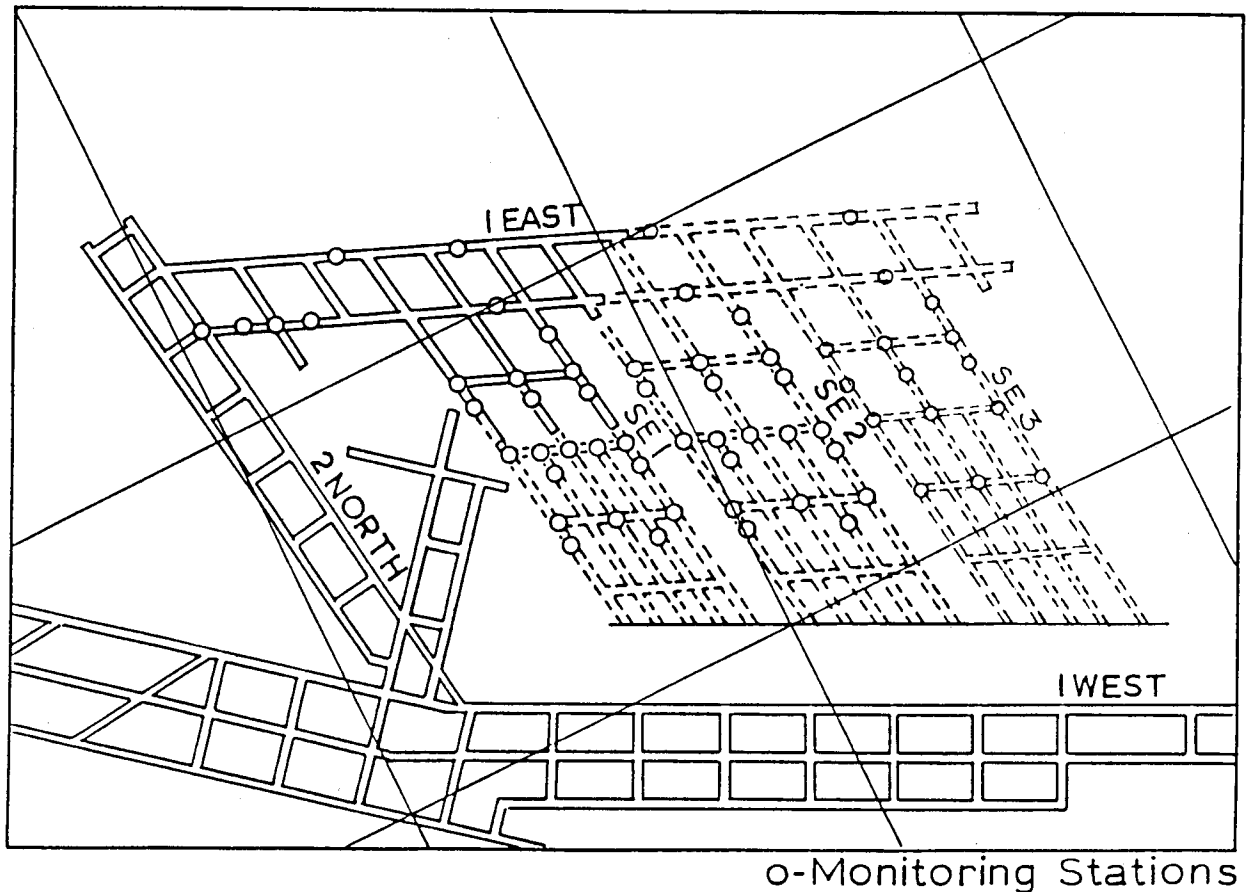 1 EAST
SE 1
SE 2
SE 3
2 NORTH
1 WEST
o-Monitoring Stations